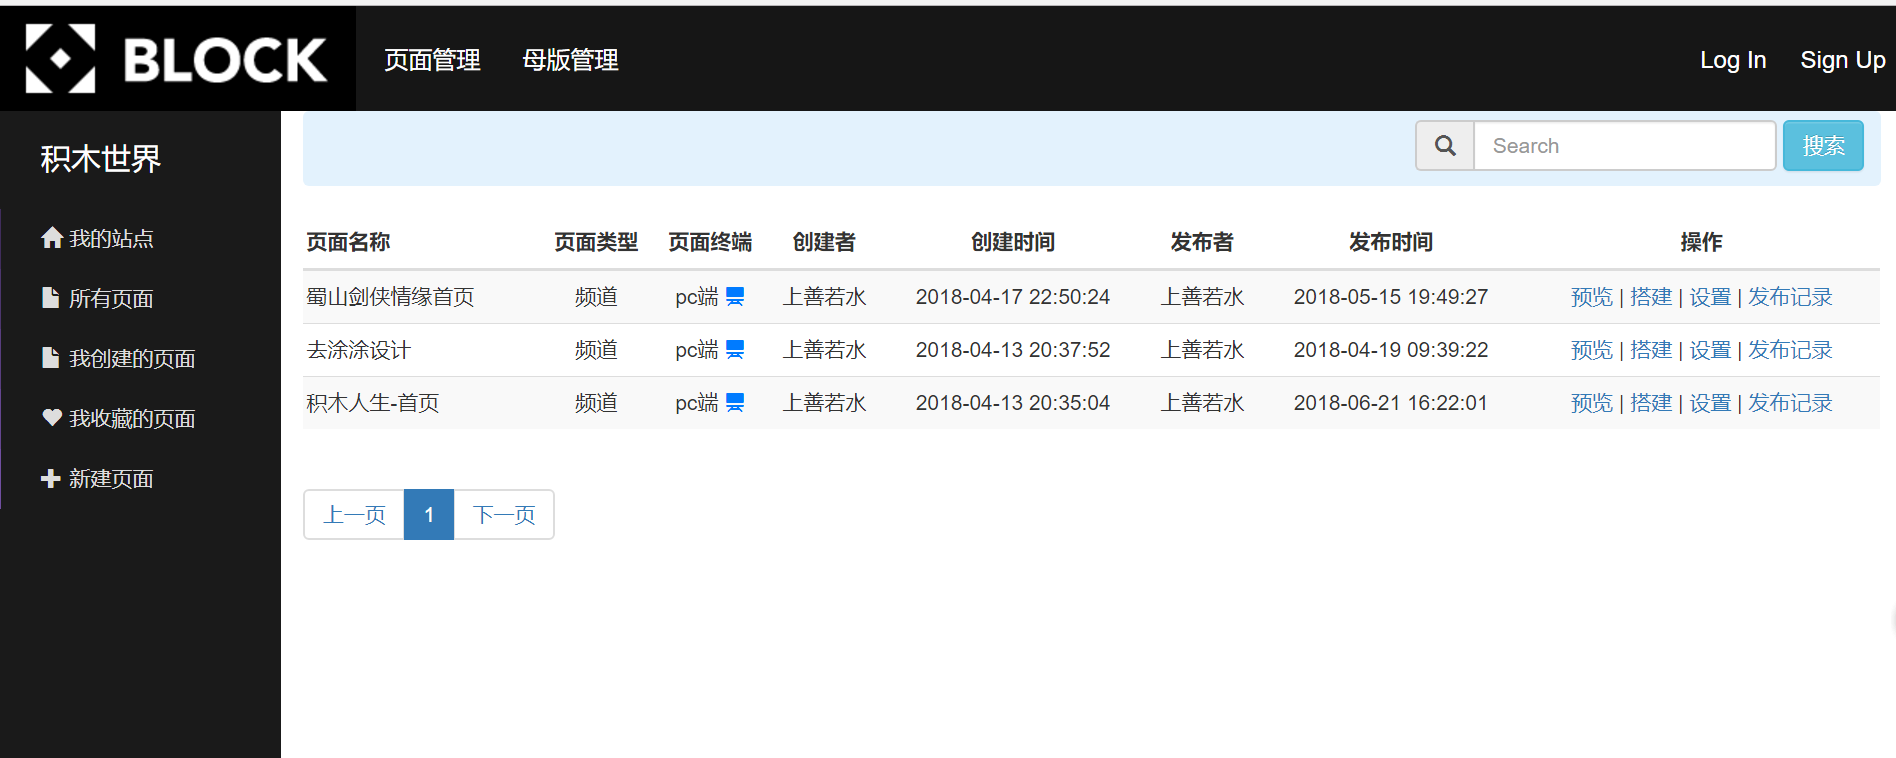 BLOCK 页面管理 母版管理 Log In Sign Up
积木世界
我的站点
所有页面
我创建的页面
我收藏的页面
新建页面
Search 搜索
页面名称 页面类型 页面终端 创建者 创建时间 发布者 发布时间 操作
蜀山剑侠情缘首页 频道 pc端 上善若水 2018-04-17 22:50:24 上善若水 2018-05-15 19:49:27 预览 | 搭建 | 设置 | 发布记录
去涂涂设计 频道 pc端 上善若水 2018-04-13 20:37:52 上善若水 2018-04-19 09:39:22 预览 | 搭建 | 设置 | 发布记录
积木人生-首页 频道 pc端 上善若水 2018-04-13 20:35:04 上善若水 2018-06-21 16:22:01 预览 | 搭建 | 设置 | 发布记录
上一页 1 下一页